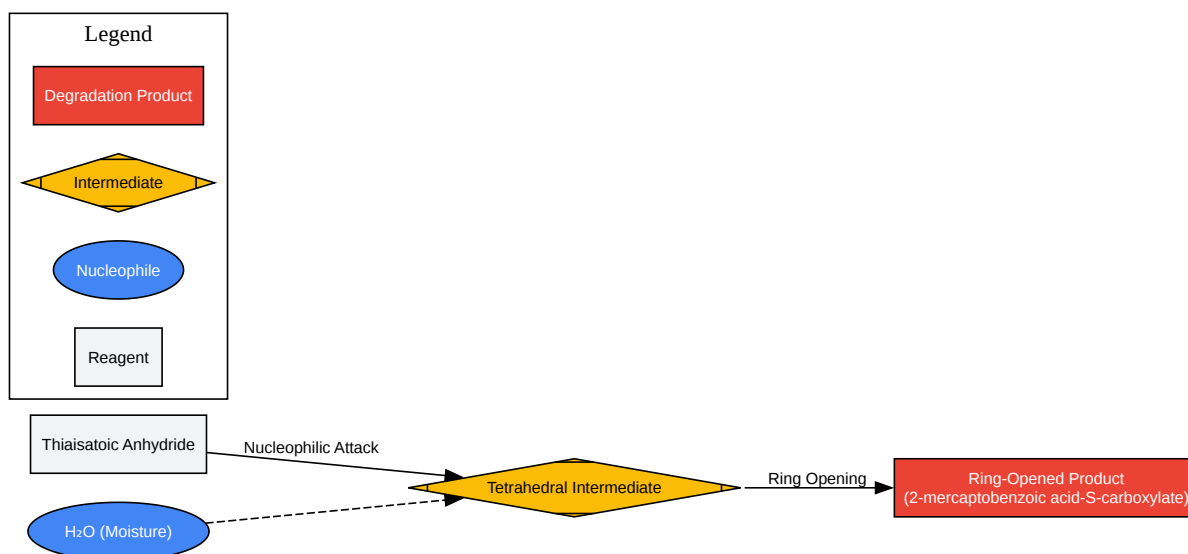 Legend
Degradation Product
Intermediate
Nucleophile
Reagent
Thiaisatoic Anhydride
Nucleophilic Attack
H₂O (Moisture)
Tetrahedral Intermediate
Ring Opening
Ring-Opened Product
(2-mercaptobenzoic acid-S-carboxylate)